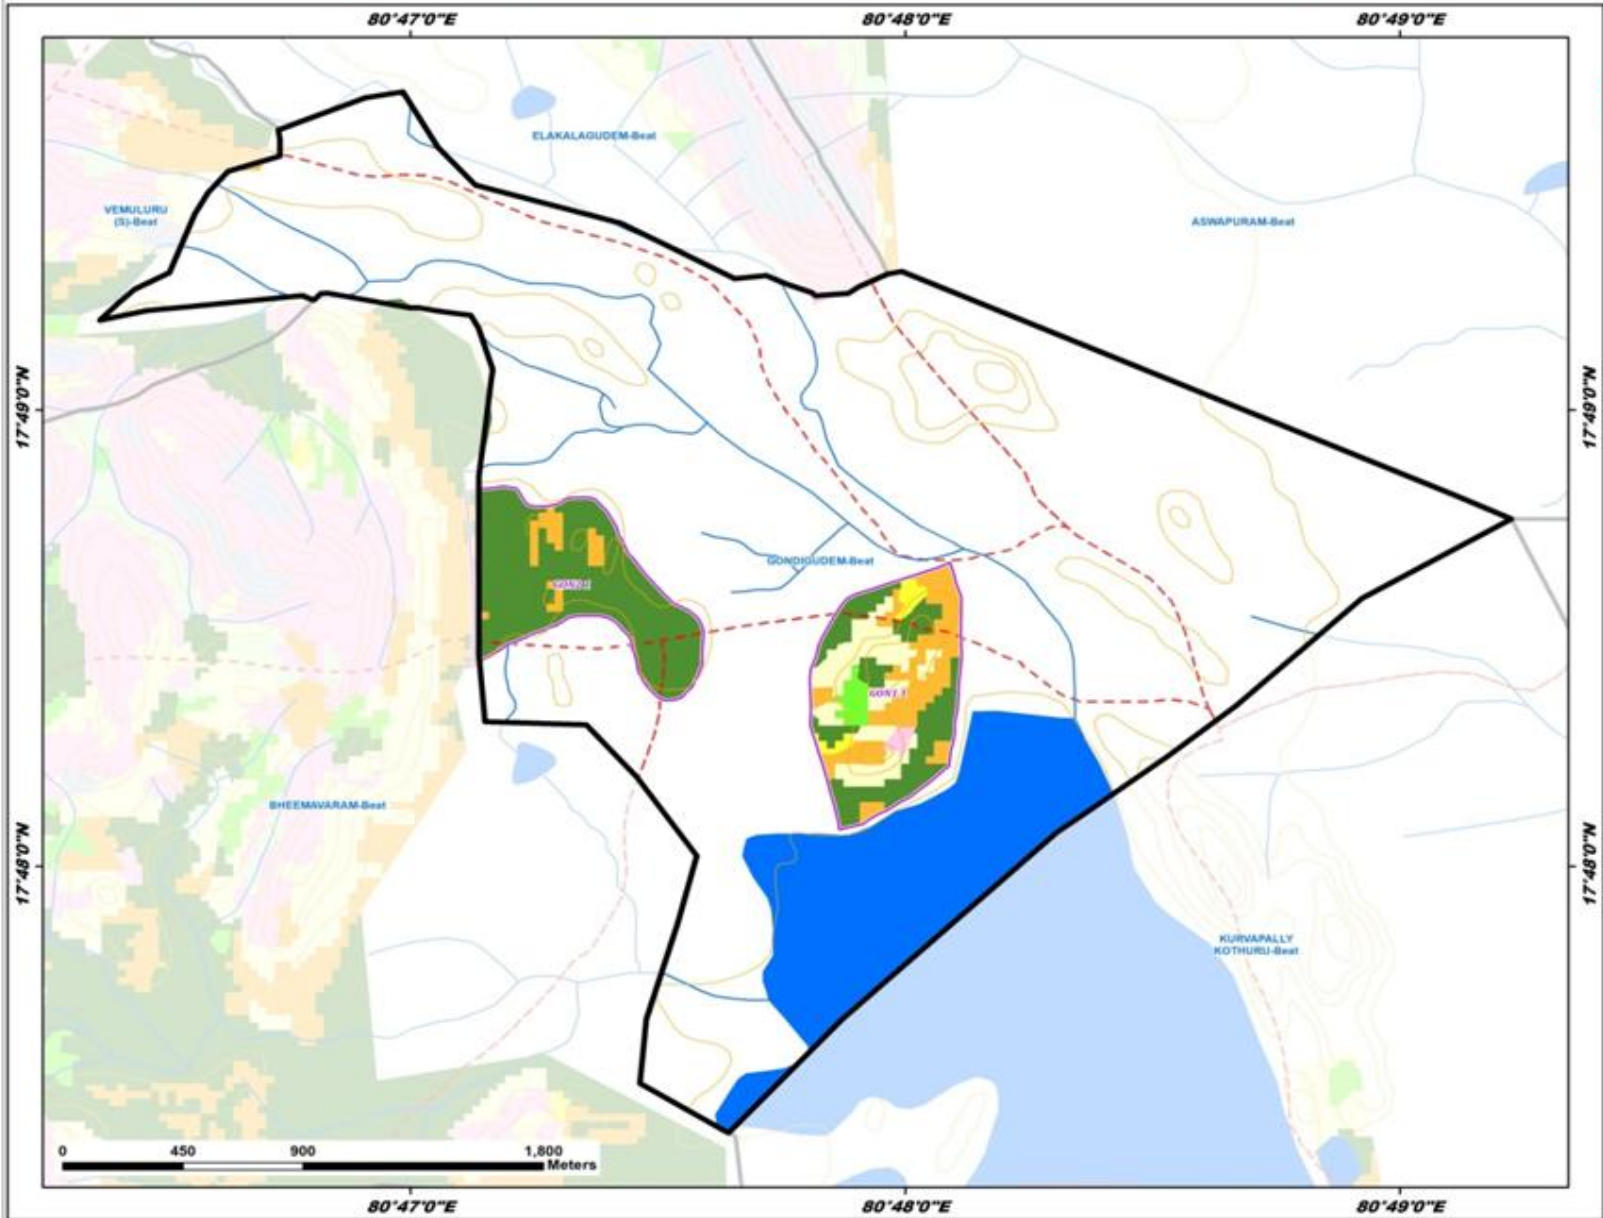 80°47'0"E 80°48'0"E 80°49'0"E
ELAKALAGUDEM-Beat
VEMULURU
(S)-Beat
ASWAPURAM-Beat
17°49'0"N 17°49'0"N
GONDIGUDEM-Beat
BHEEMAVARAM-Beat
17°48'0"N 17°48'0"N
KURVAPALLY
KOTHURU-Beat
0 450 900 1,800
Meters
80°47'0"E 80°48'0"E 80°49'0"E